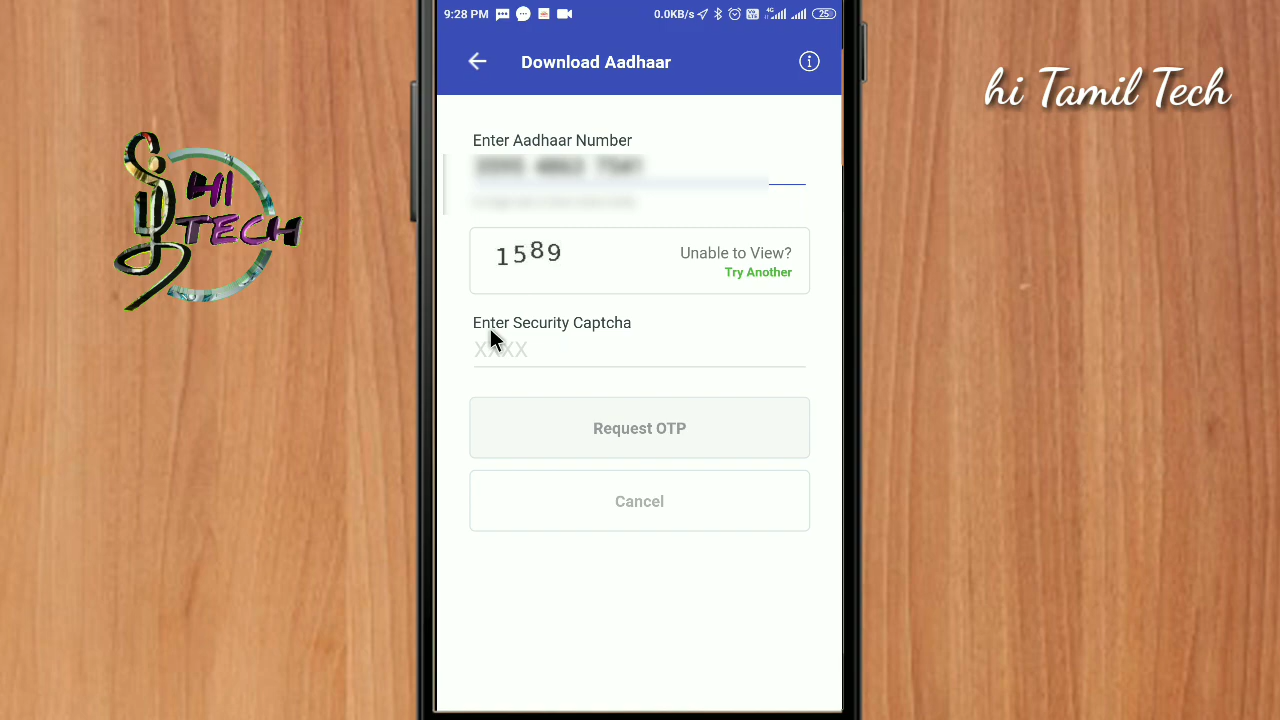 9:28 PM
0.0KB/s
4G
25
Download Aadhaar
hi Tamil Tech
Enter Aadhaar Number
HI
TECH
1589
Unable to View?
Try Another
Enter Security Captcha
XXXX
Request OTP
Cancel